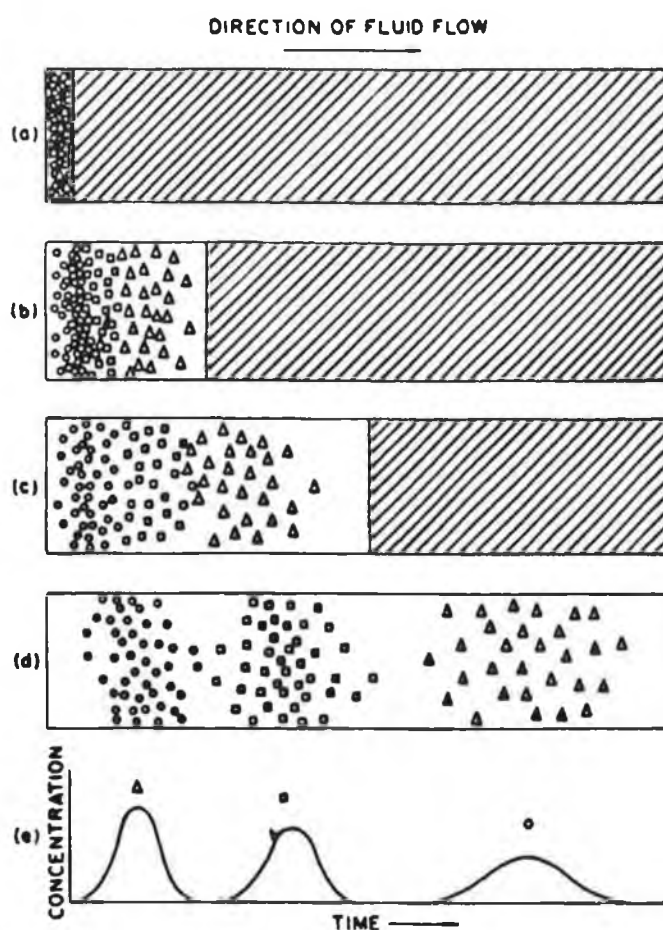 DIRECTION OF FLUID FLOW
(a)
(b)
(c)
(d)
(e)
CONCENTRATION
TIME